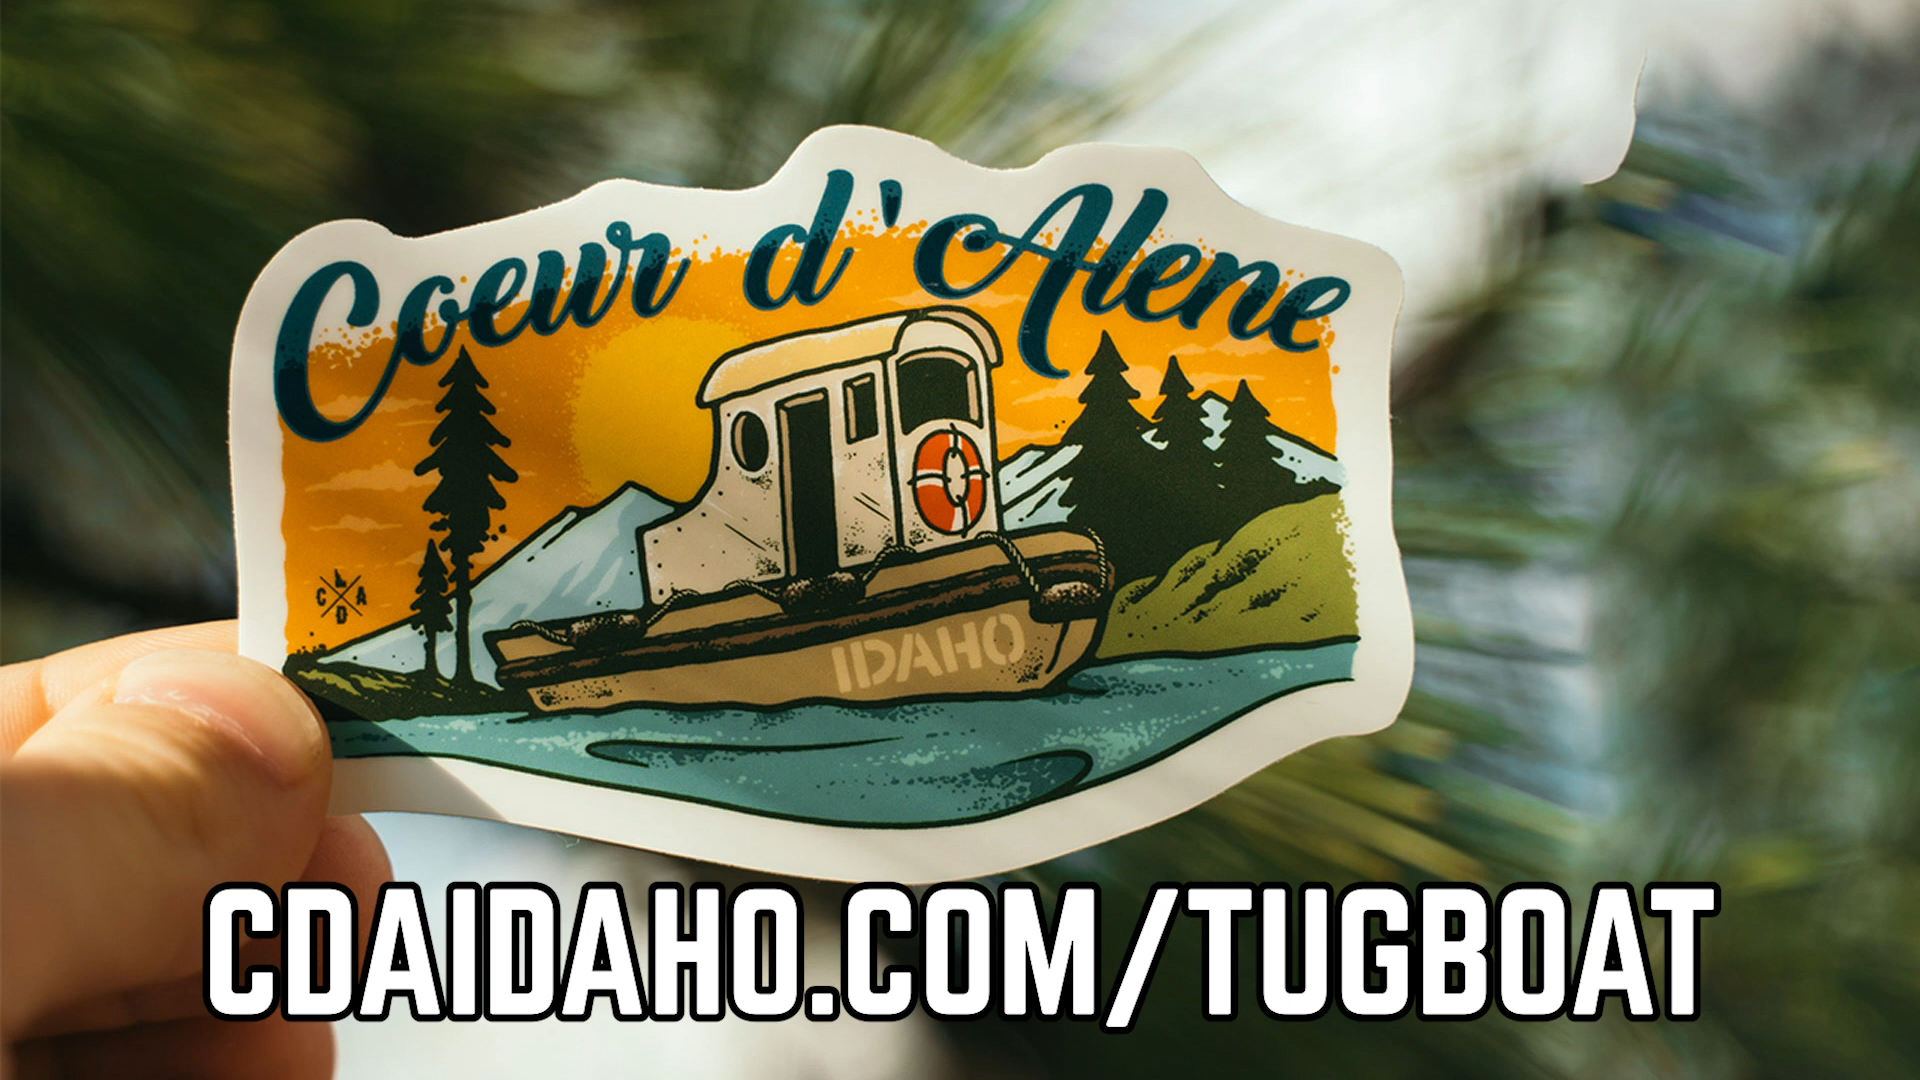 Coeur d'Alene
L
C A
D
IDAHO
CDAIDAHO.COM/TUGBOAT